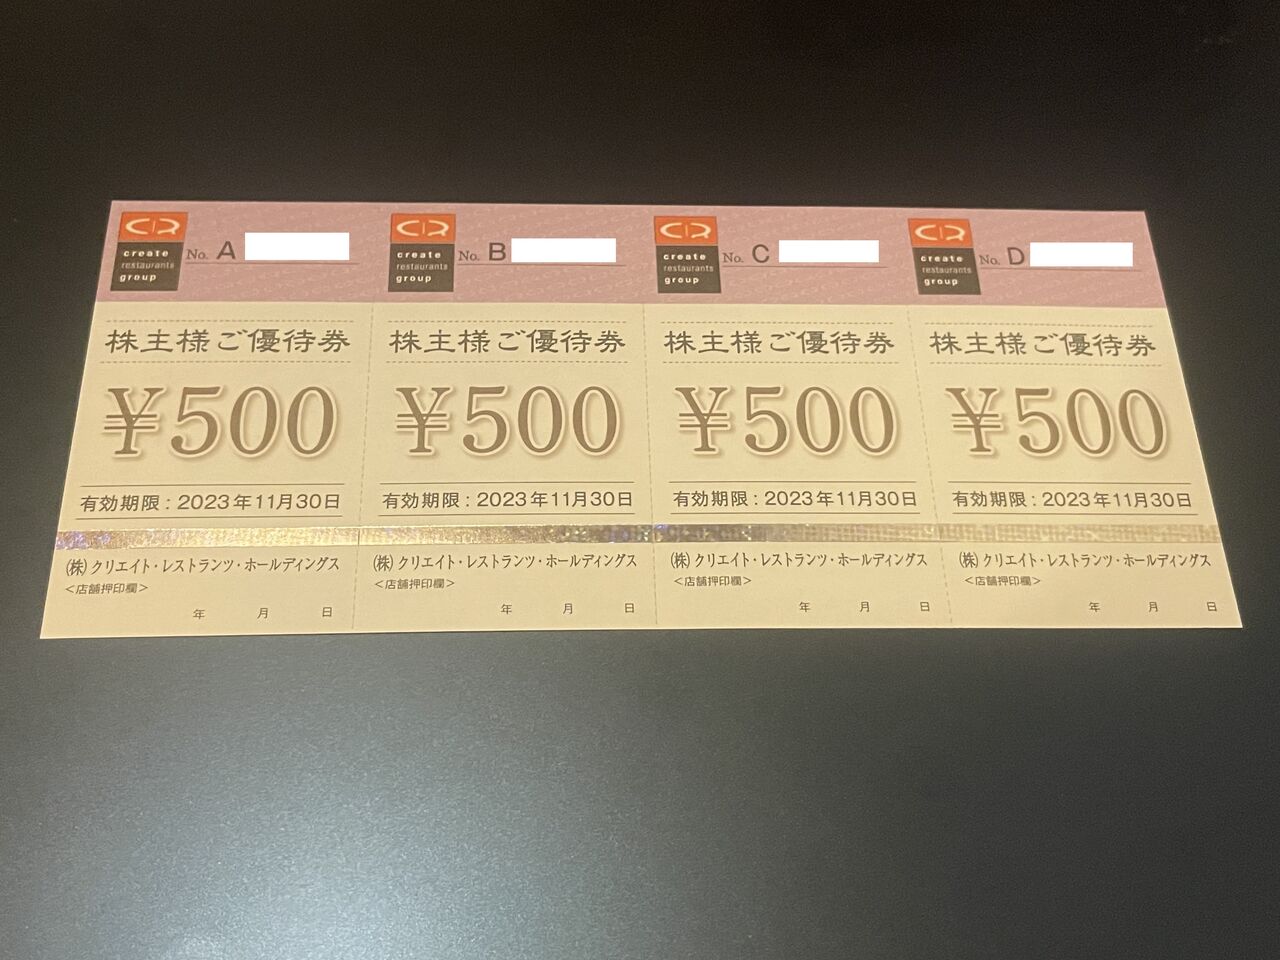 create
restaurants
group
No. A
株主様ご優待券
¥500
有効期限：2023年11月30日
(株)クリエイト・レストランツ・ホールディングス
<店舗押印欄>
年 月 日
create
restaurants
group
No. B
株主様ご優待券
¥500
有効期限：2023年11月30日
(株)クリエイト・レストランツ・ホールディングス
<店舗押印欄>
年 月 日
create
restaurants
group
No. C
株主様ご優待券
¥500
有効期限：2023年11月30日
(株)クリエイト・レストランツ・ホールディングス
<店舗押印欄>
年 月 日
create
restaurants
group
No. D
株主様ご優待券
¥500
有効期限：2023年11月30日
(株)クリエイト・レストランツ・ホールディングス
<店舗押印欄>
年 月 日